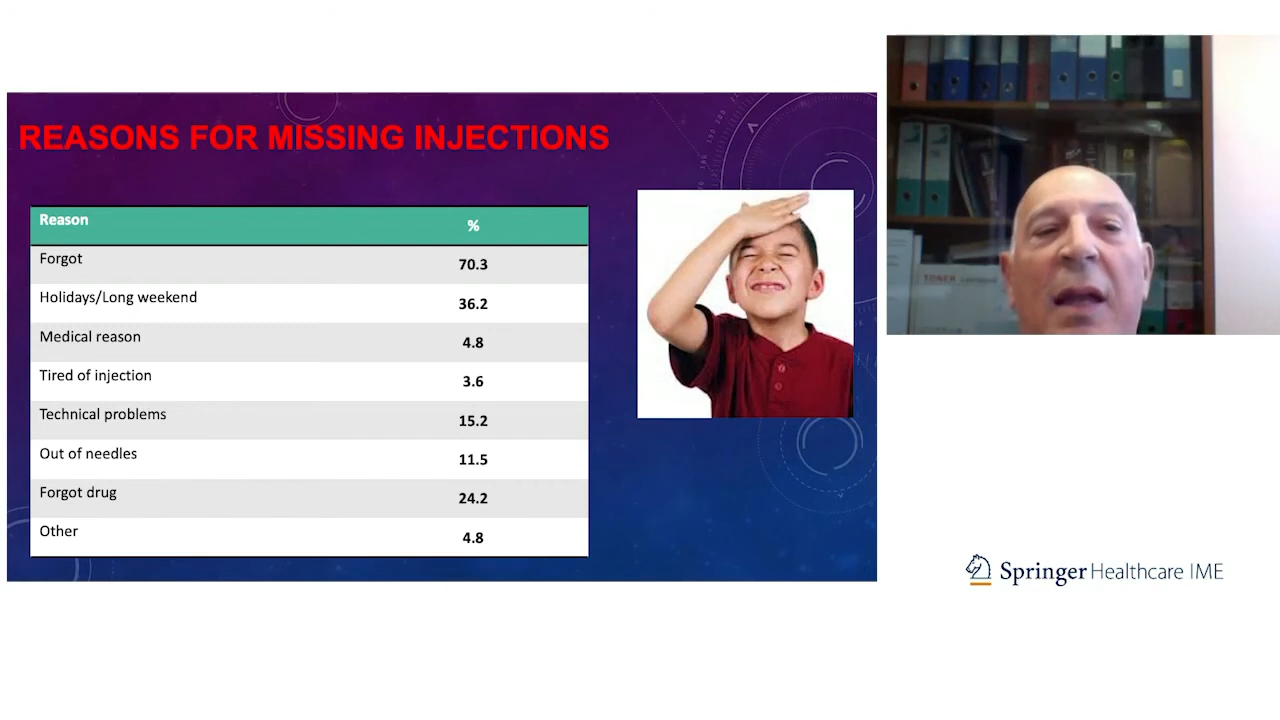 REASONS FOR MISSING INJECTIONS
Reason %
Forgot 70.3
Holidays/Long weekend 36.2
Medical reason 4.8
Tired of injection 3.6
Technical problems 15.2
Out of needles 11.5
Forgot drug 24.2
Other 4.8
TONER
Springer Healthcare IME